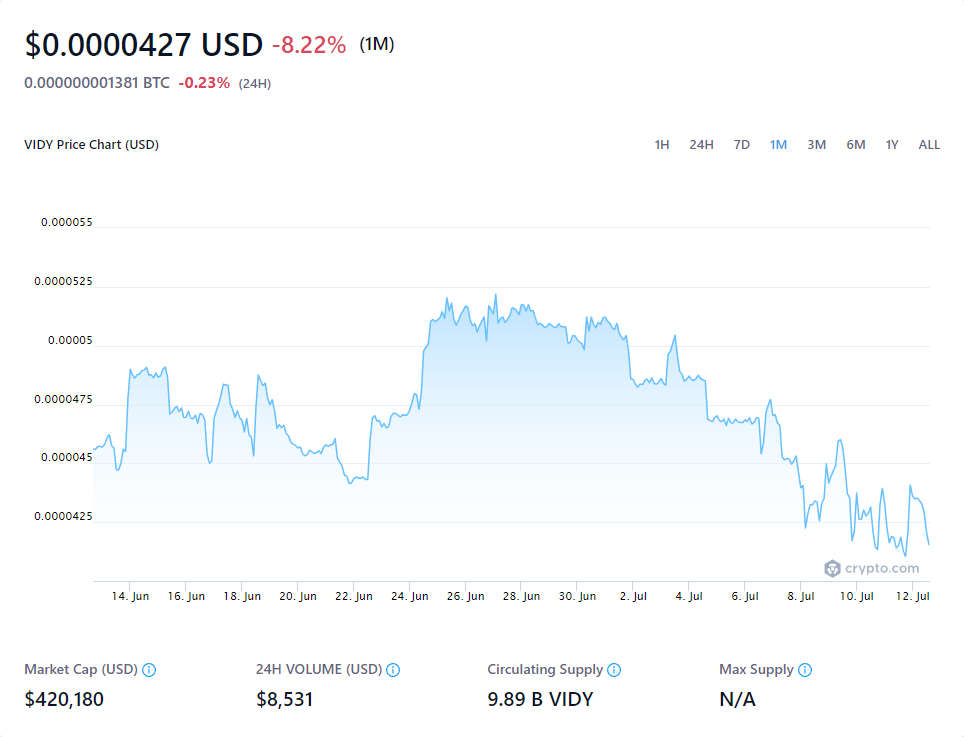 $0.0000427 USD -8.22% (1M)
0.000000001381 BTC -0.23% (24H)
VIDY Price Chart (USD) 1H 24H 7D 1M 3M 6M 1Y ALL
0.000055
0.0000525
0.00005
0.0000475
0.000045
0.0000425
crypto.com
14. Jun 16. Jun 18. Jun 20. Jun 22. Jun 24. Jun 26. Jun 28. Jun 30. Jun 2. Jul 4. Jul 6. Jul 8. Jul 10. Jul 12. Jul
Market Cap (USD) 24H VOLUME (USD) Circulating Supply Max Supply
$420,180 $8,531 9.89 B VIDY N/A